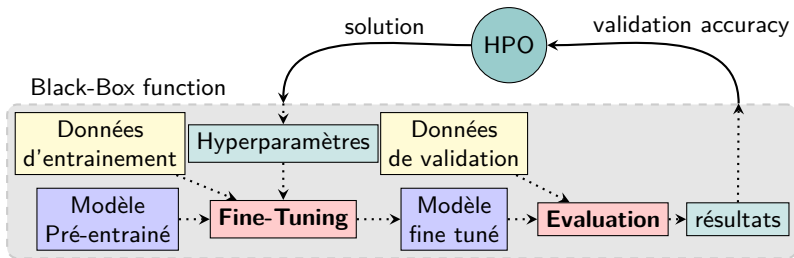 solution
HPO
validation accuracy
Black-Box function
Données
d'entrainement
Hyperparamètres
Données
de validation
Modèle
Pré-entrainé
Fine-Tuning
Modèle
fine tuné
Evaluation
résultats